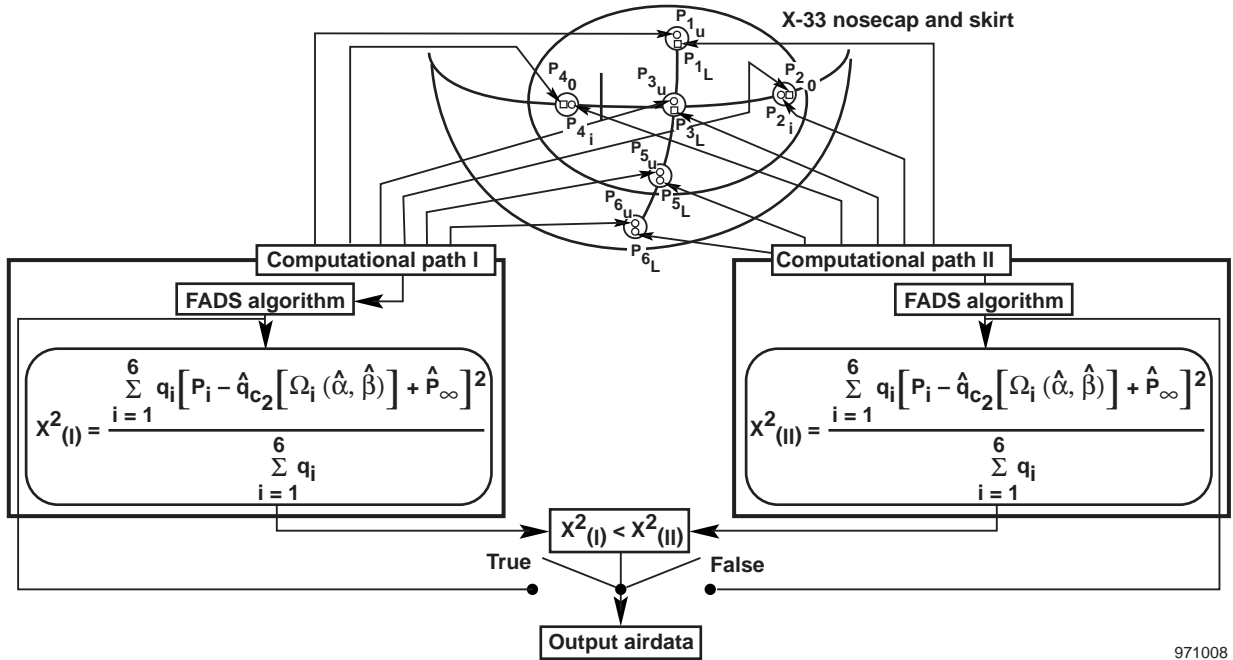 X-33 nosecap and skirt
P1u
P1L
P40
P3u
P20
P4i
P3L
P2i
P5u
P5L
P6u
P6L
Computational path I
Computational path II
FADS algorithm
FADS algorithm
X²(I) = Σ(i = 1 to 6) qi[Pi – q̂c2[Ωi (α̂, β̂)] + P̂∞]² / Σ(i = 1 to 6) qi
X²(II) = Σ(i = 1 to 6) qi[Pi – q̂c2[Ωi (α̂, β̂)] + P̂∞]² / Σ(i = 1 to 6) qi
X²(I) < X²(II)
True
False
Output airdata
971008